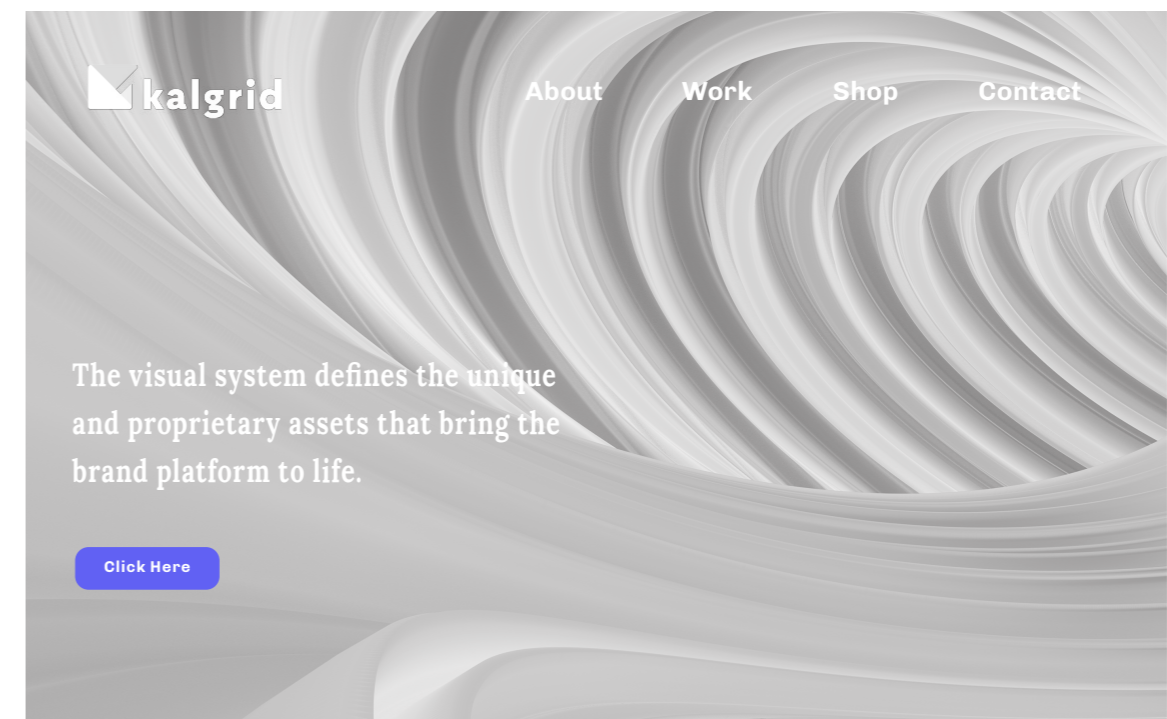 kalgrid
About Work Shop Contact
The visual system defines the unique
and proprietary assets that bring the
brand platform to life.
Click Here